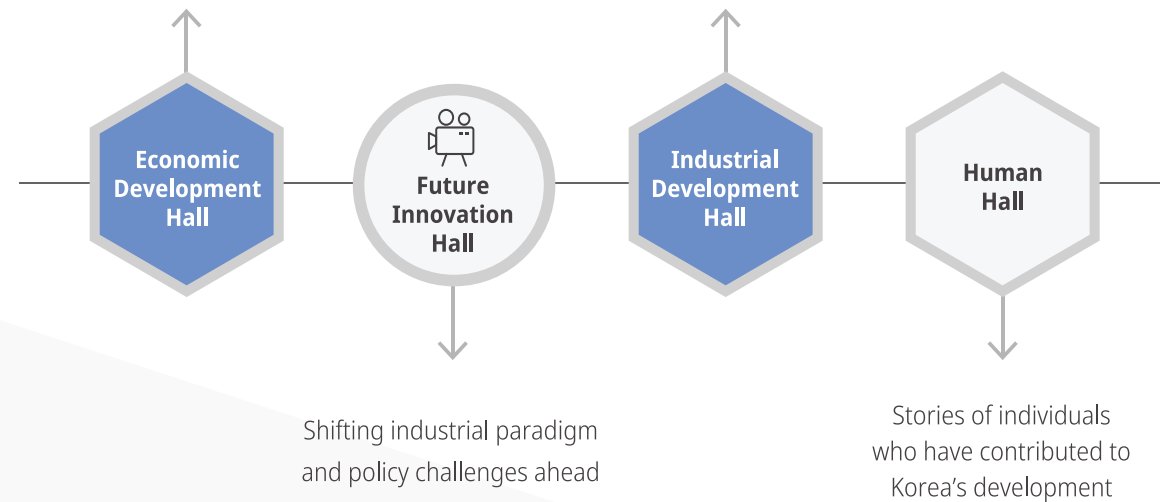 Economic
Development
Hall
Future
Innovation
Hall
Industrial
Development
Hall
Human
Hall
Shifting industrial paradigm
and policy challenges ahead
Stories of individuals
who have contributed to
Korea's development